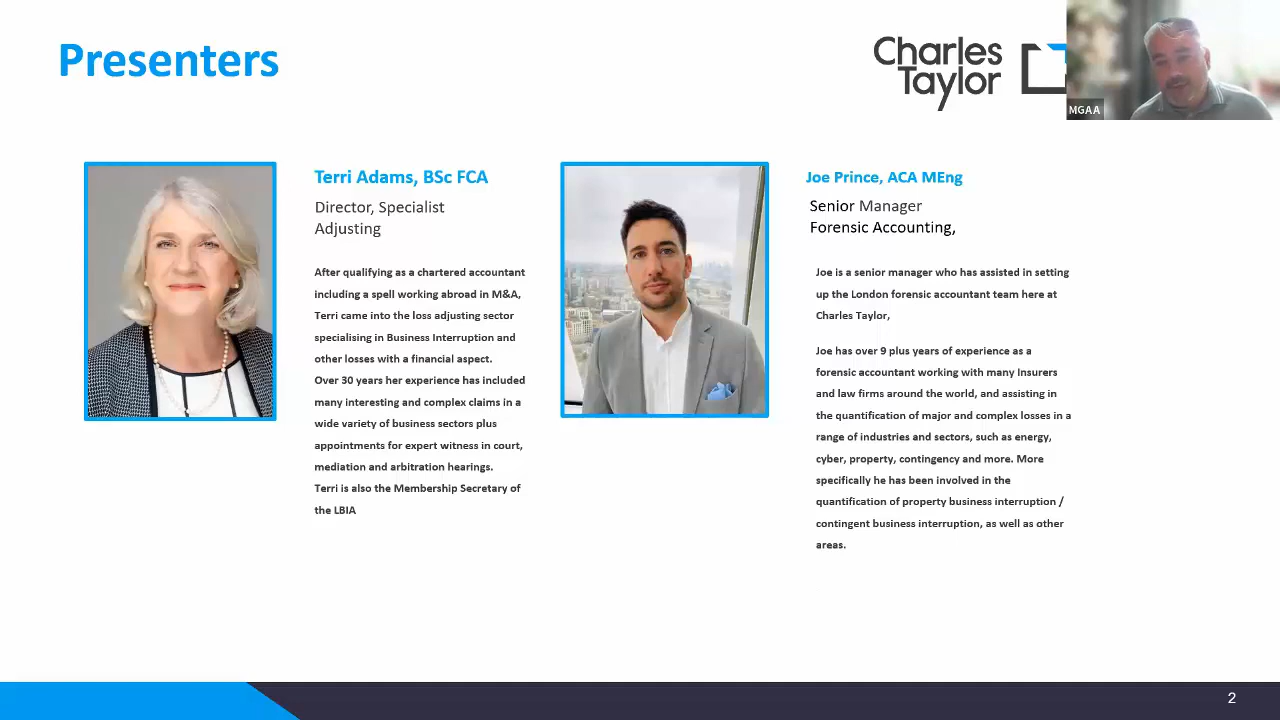 Presenters
Charles
Taylor
MGAA
Terri Adams, BSc FCA
Director, Specialist
Adjusting
After qualifying as a chartered accountant
including a spell working abroad in M&A,
Terri came into the loss adjusting sector
specialising in Business Interruption and
other losses with a financial aspect.
Over 30 years her experience has included
many interesting and complex claims in a
wide variety of business sectors plus
appointments for expert witness in court,
mediation and arbitration hearings.
Terri is also the Membership Secretary of
the LBIA
Joe Prince, ACA MEng
Senior Manager
Forensic Accounting,
Joe is a senior manager who has assisted in setting
up the London forensic accountant team here at
Charles Taylor,
Joe has over 9 plus years of experience as a
forensic accountant working with many Insurers
and law firms around the world, and assisting in
the quantification of major and complex losses in a
range of industries and sectors, such as energy,
cyber, property, contingency and more. More
specifically he has been involved in the
quantification of property business interruption /
contingent business interruption, as well as other
areas.
2